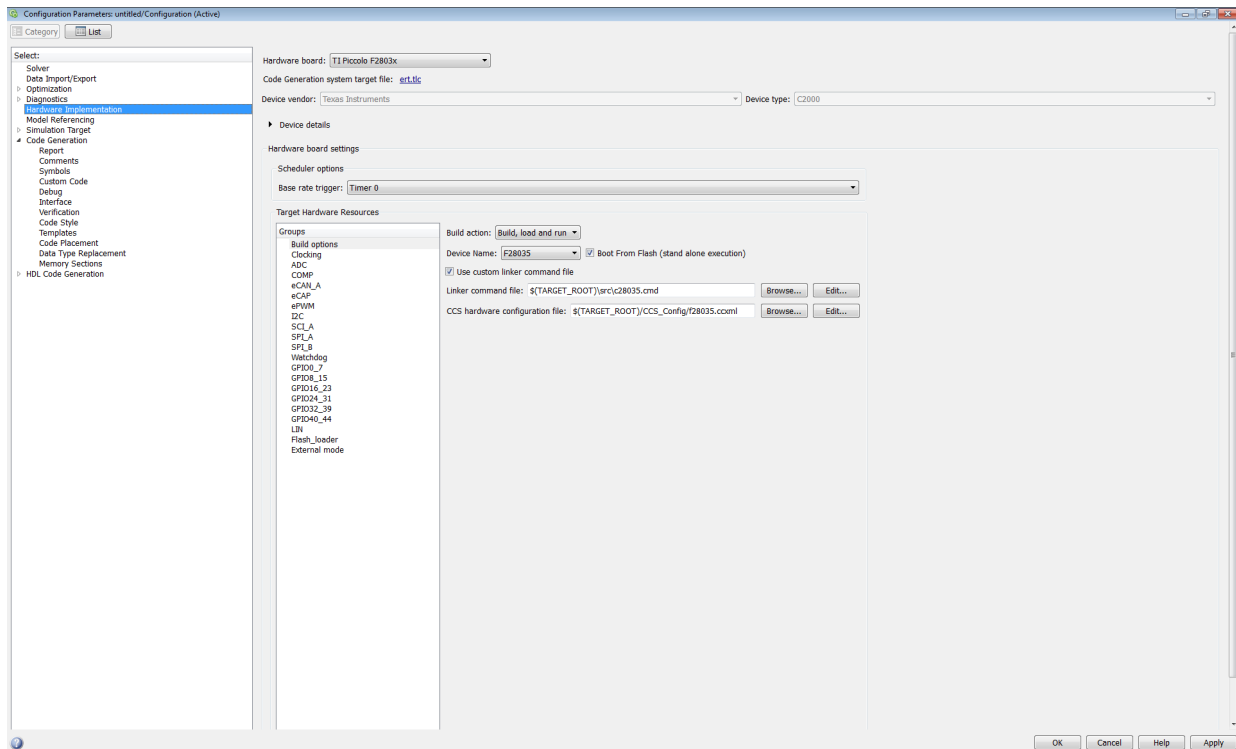 Configuration Parameters: untitled/Configuration (Active)
Category
List
Select:
Solver
Data Import/Export
Optimization
Diagnostics
Hardware Implementation
Model Referencing
Simulation Target
Code Generation
Report
Comments
Symbols
Custom Code
Debug
Interface
Verification
Code Style
Templates
Code Placement
Data Type Replacement
Memory Sections
HDL Code Generation
Hardware board: TI Piccolo F2803x
Code Generation system target file: ert.tlc
Device vendor: Texas Instruments Device type: C2000
Device details
Hardware board settings
Scheduler options
Base rate trigger: Timer 0
Target Hardware Resources
Groups
Build options
Clocking
ADC
COMP
eCAN_A
eCAP
ePWM
I2C
SCI_A
SPI_A
SPI_B
Watchdog
GPIO0_7
GPIO8_15
GPIO16_23
GPIO24_31
GPIO32_39
GPIO40_44
LIN
Flash_loader
External mode
Build action: Build, load and run
Device Name: F28035 Boot From Flash (stand alone execution)
Use custom linker command file
Linker command file: $(TARGET_ROOT)\src\c28035.cmd Browse... Edit...
CCS hardware configuration file: $(TARGET_ROOT)/CCS_Config/f28035.ccxml Browse... Edit...
OK Cancel Help Apply